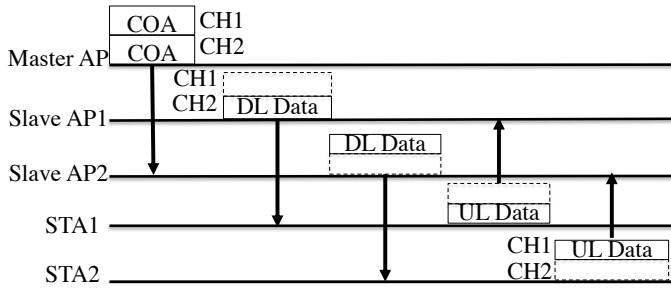 COA CH1
COA CH2
Master AP
CH1
CH2 DL Data
Slave AP1
DL Data
Slave AP2
UL Data
STA1
CH1 UL Data
CH2
STA2